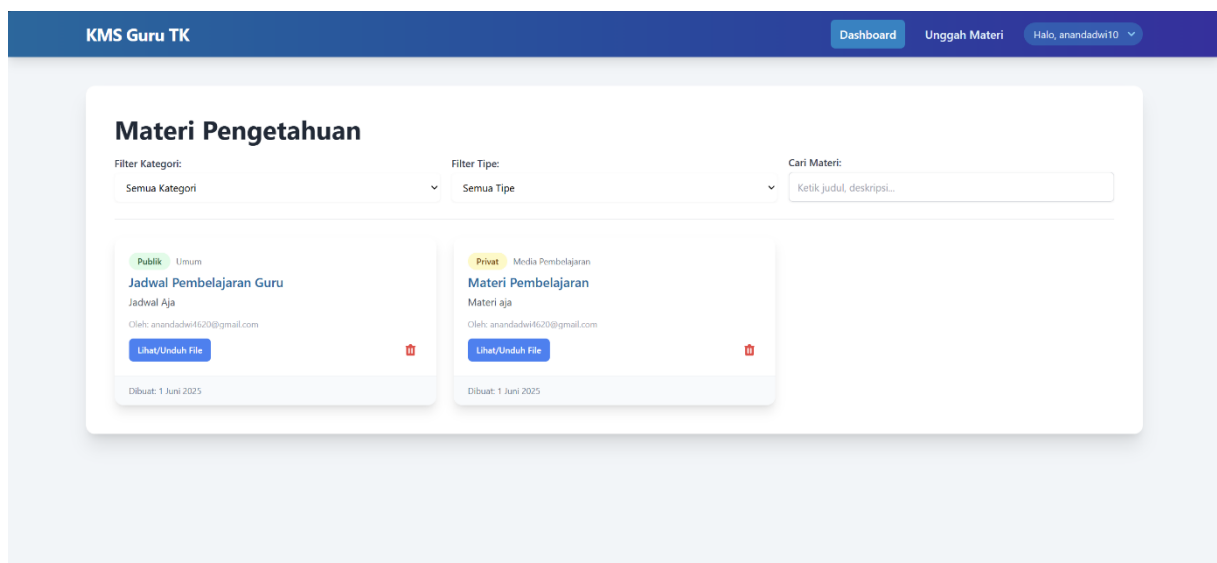 KMS Guru TK
Dashboard
Unggah Materi
Halo, anandadwi10
Materi Pengetahuan
Filter Kategori:
Semua Kategori
Filter Tipe:
Semua Tipe
Cari Materi:
Ketik judul, deskripsi...
Publik Umum
Jadwal Pembelajaran Guru
Jadwal Aja
Oleh: anandadwi4620@gmail.com
Lihat/Unduh File
Dibuat: 1 Juni 2025
Privat Media Pembelajaran
Materi Pembelajaran
Materi aja
Oleh: anandadwi4620@gmail.com
Lihat/Unduh File
Dibuat: 1 Juni 2025